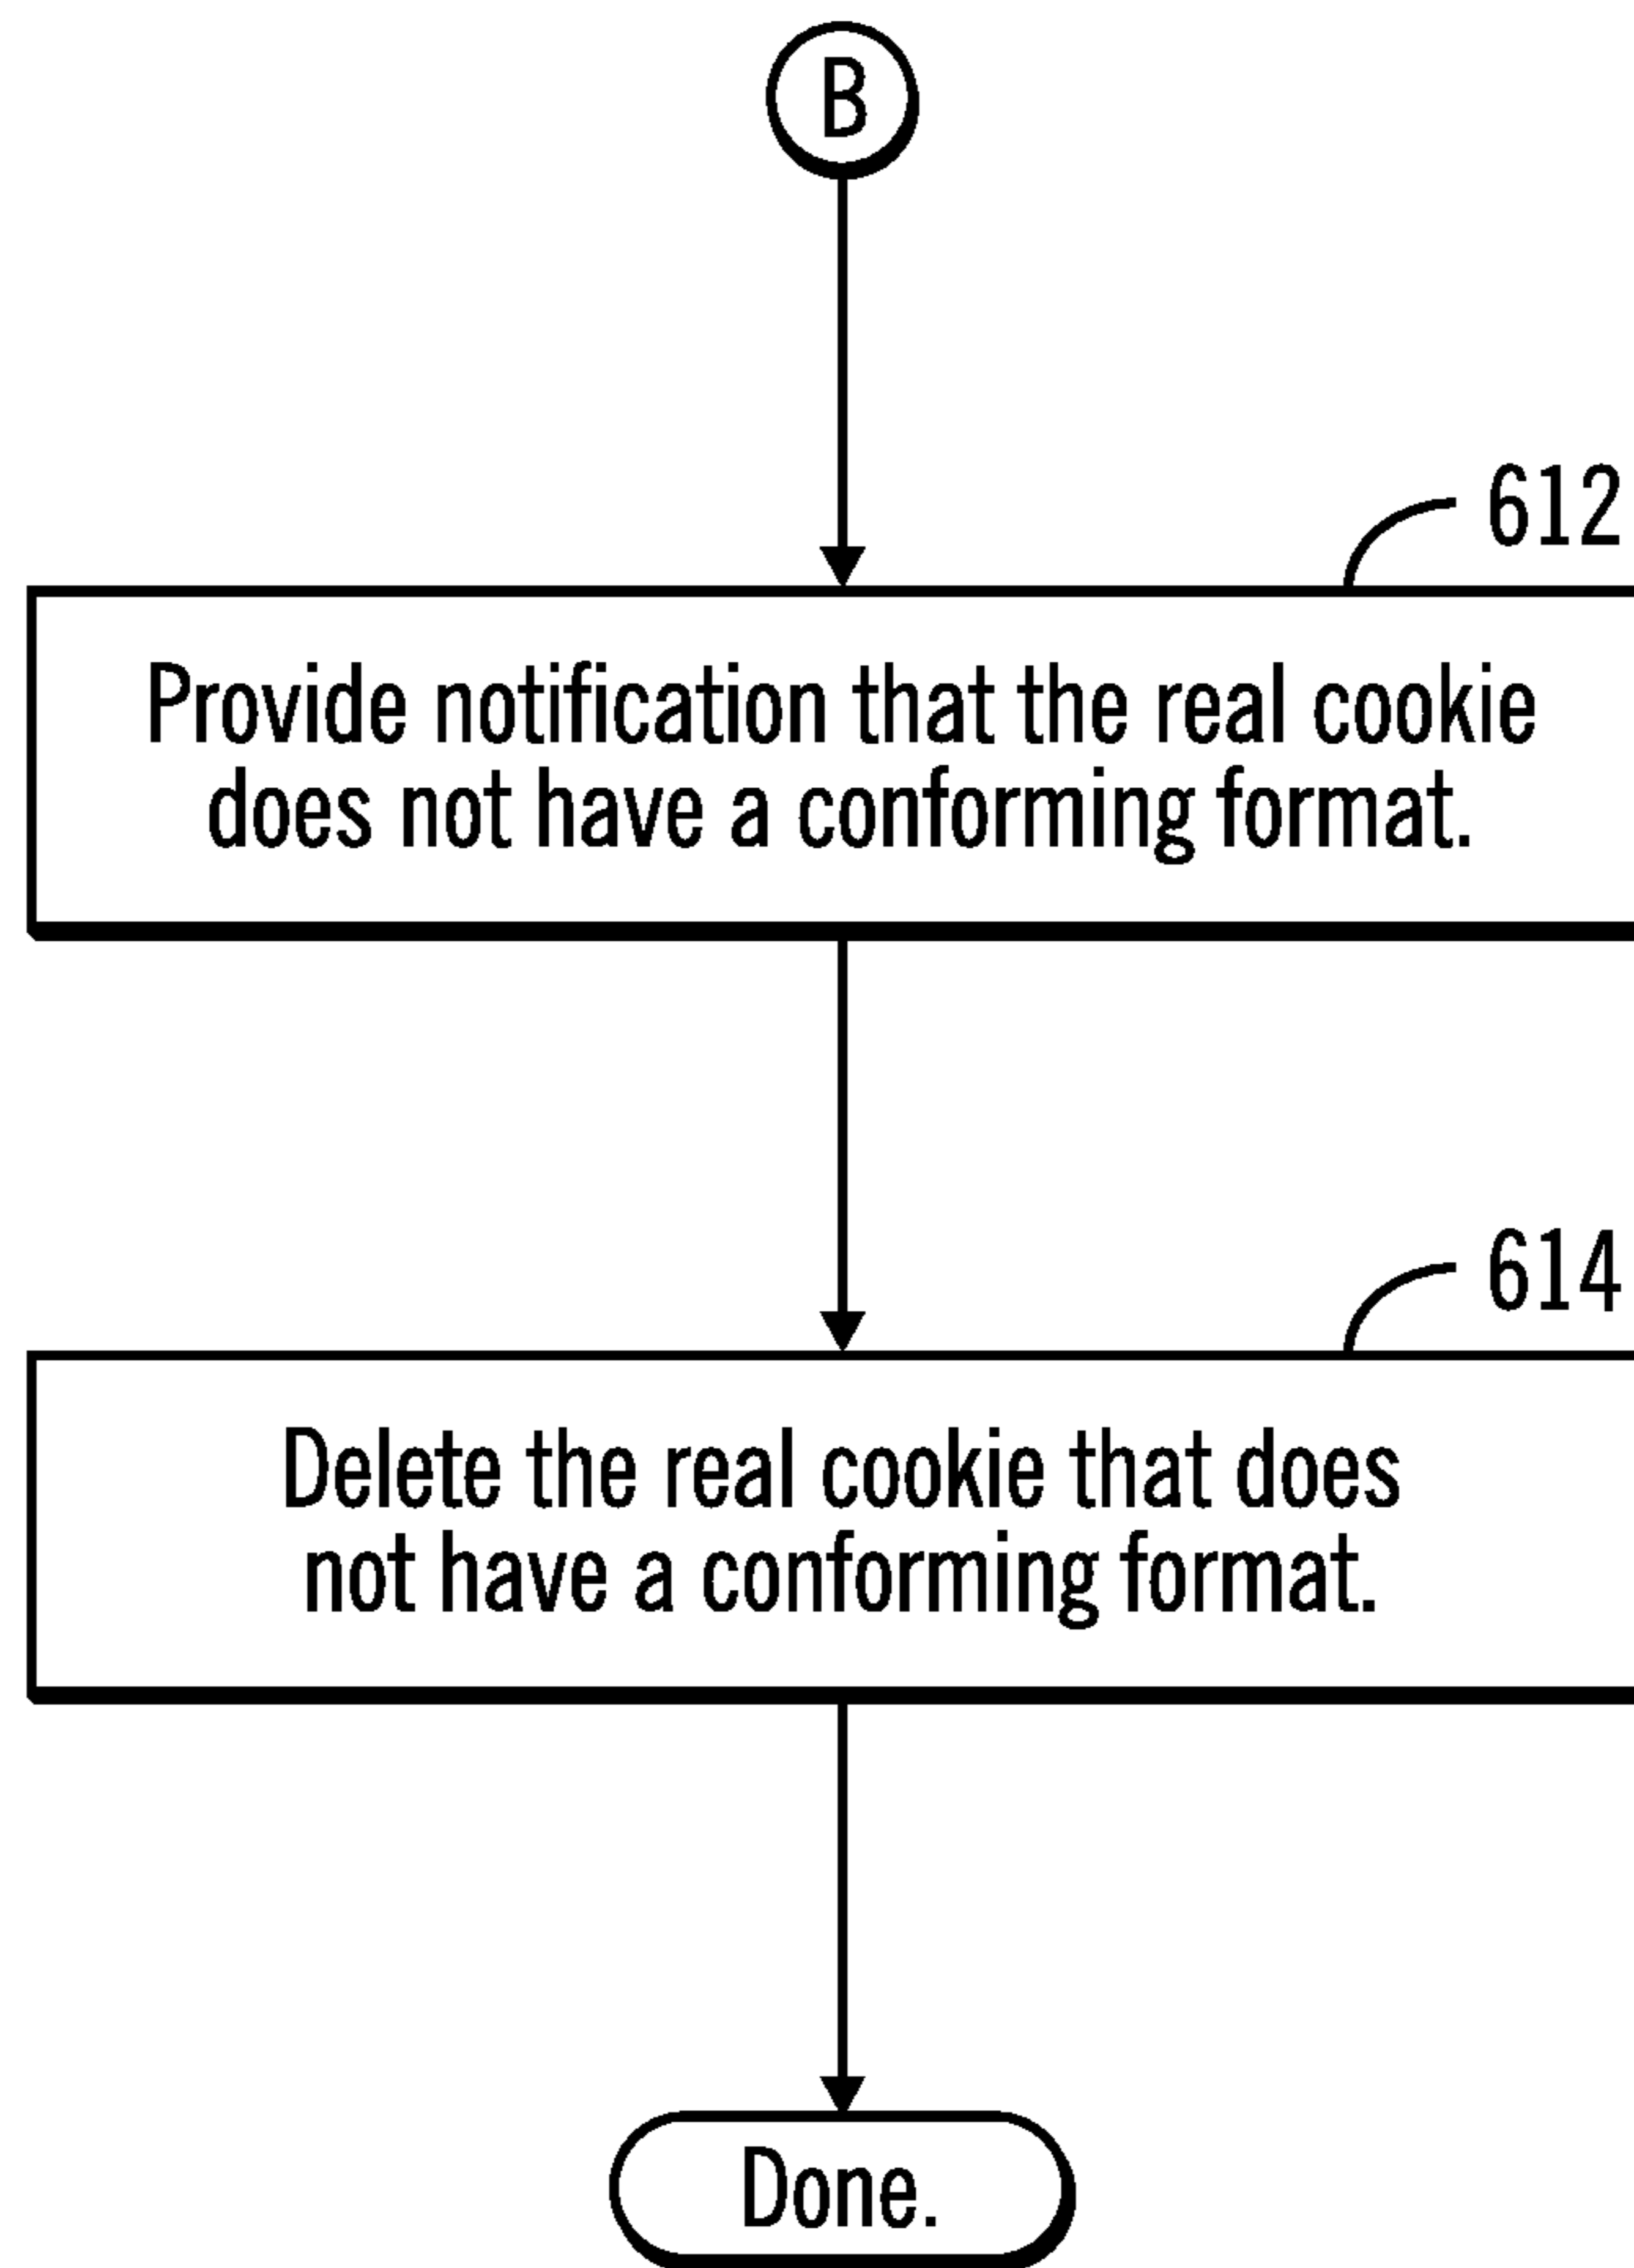 B
612
Provide notification that the real cookie
does not have a conforming format.
614
Delete the real cookie that does
not have a conforming format.
Done.